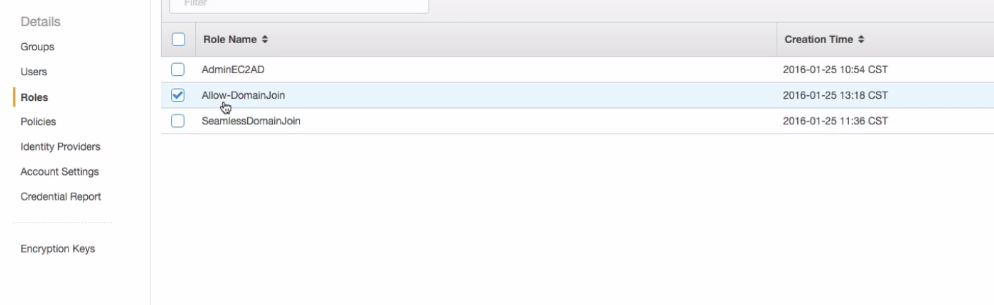 Filter
Details
Groups
Users
Roles
Policies
Identity Providers
Account Settings
Credential Report
Encryption Keys
Role Name Creation Time
AdminEC2AD 2016-01-25 10:54 CST
Allow-DomainJoin 2016-01-25 13:18 CST
SeamlessDomainJoin 2016-01-25 11:36 CST